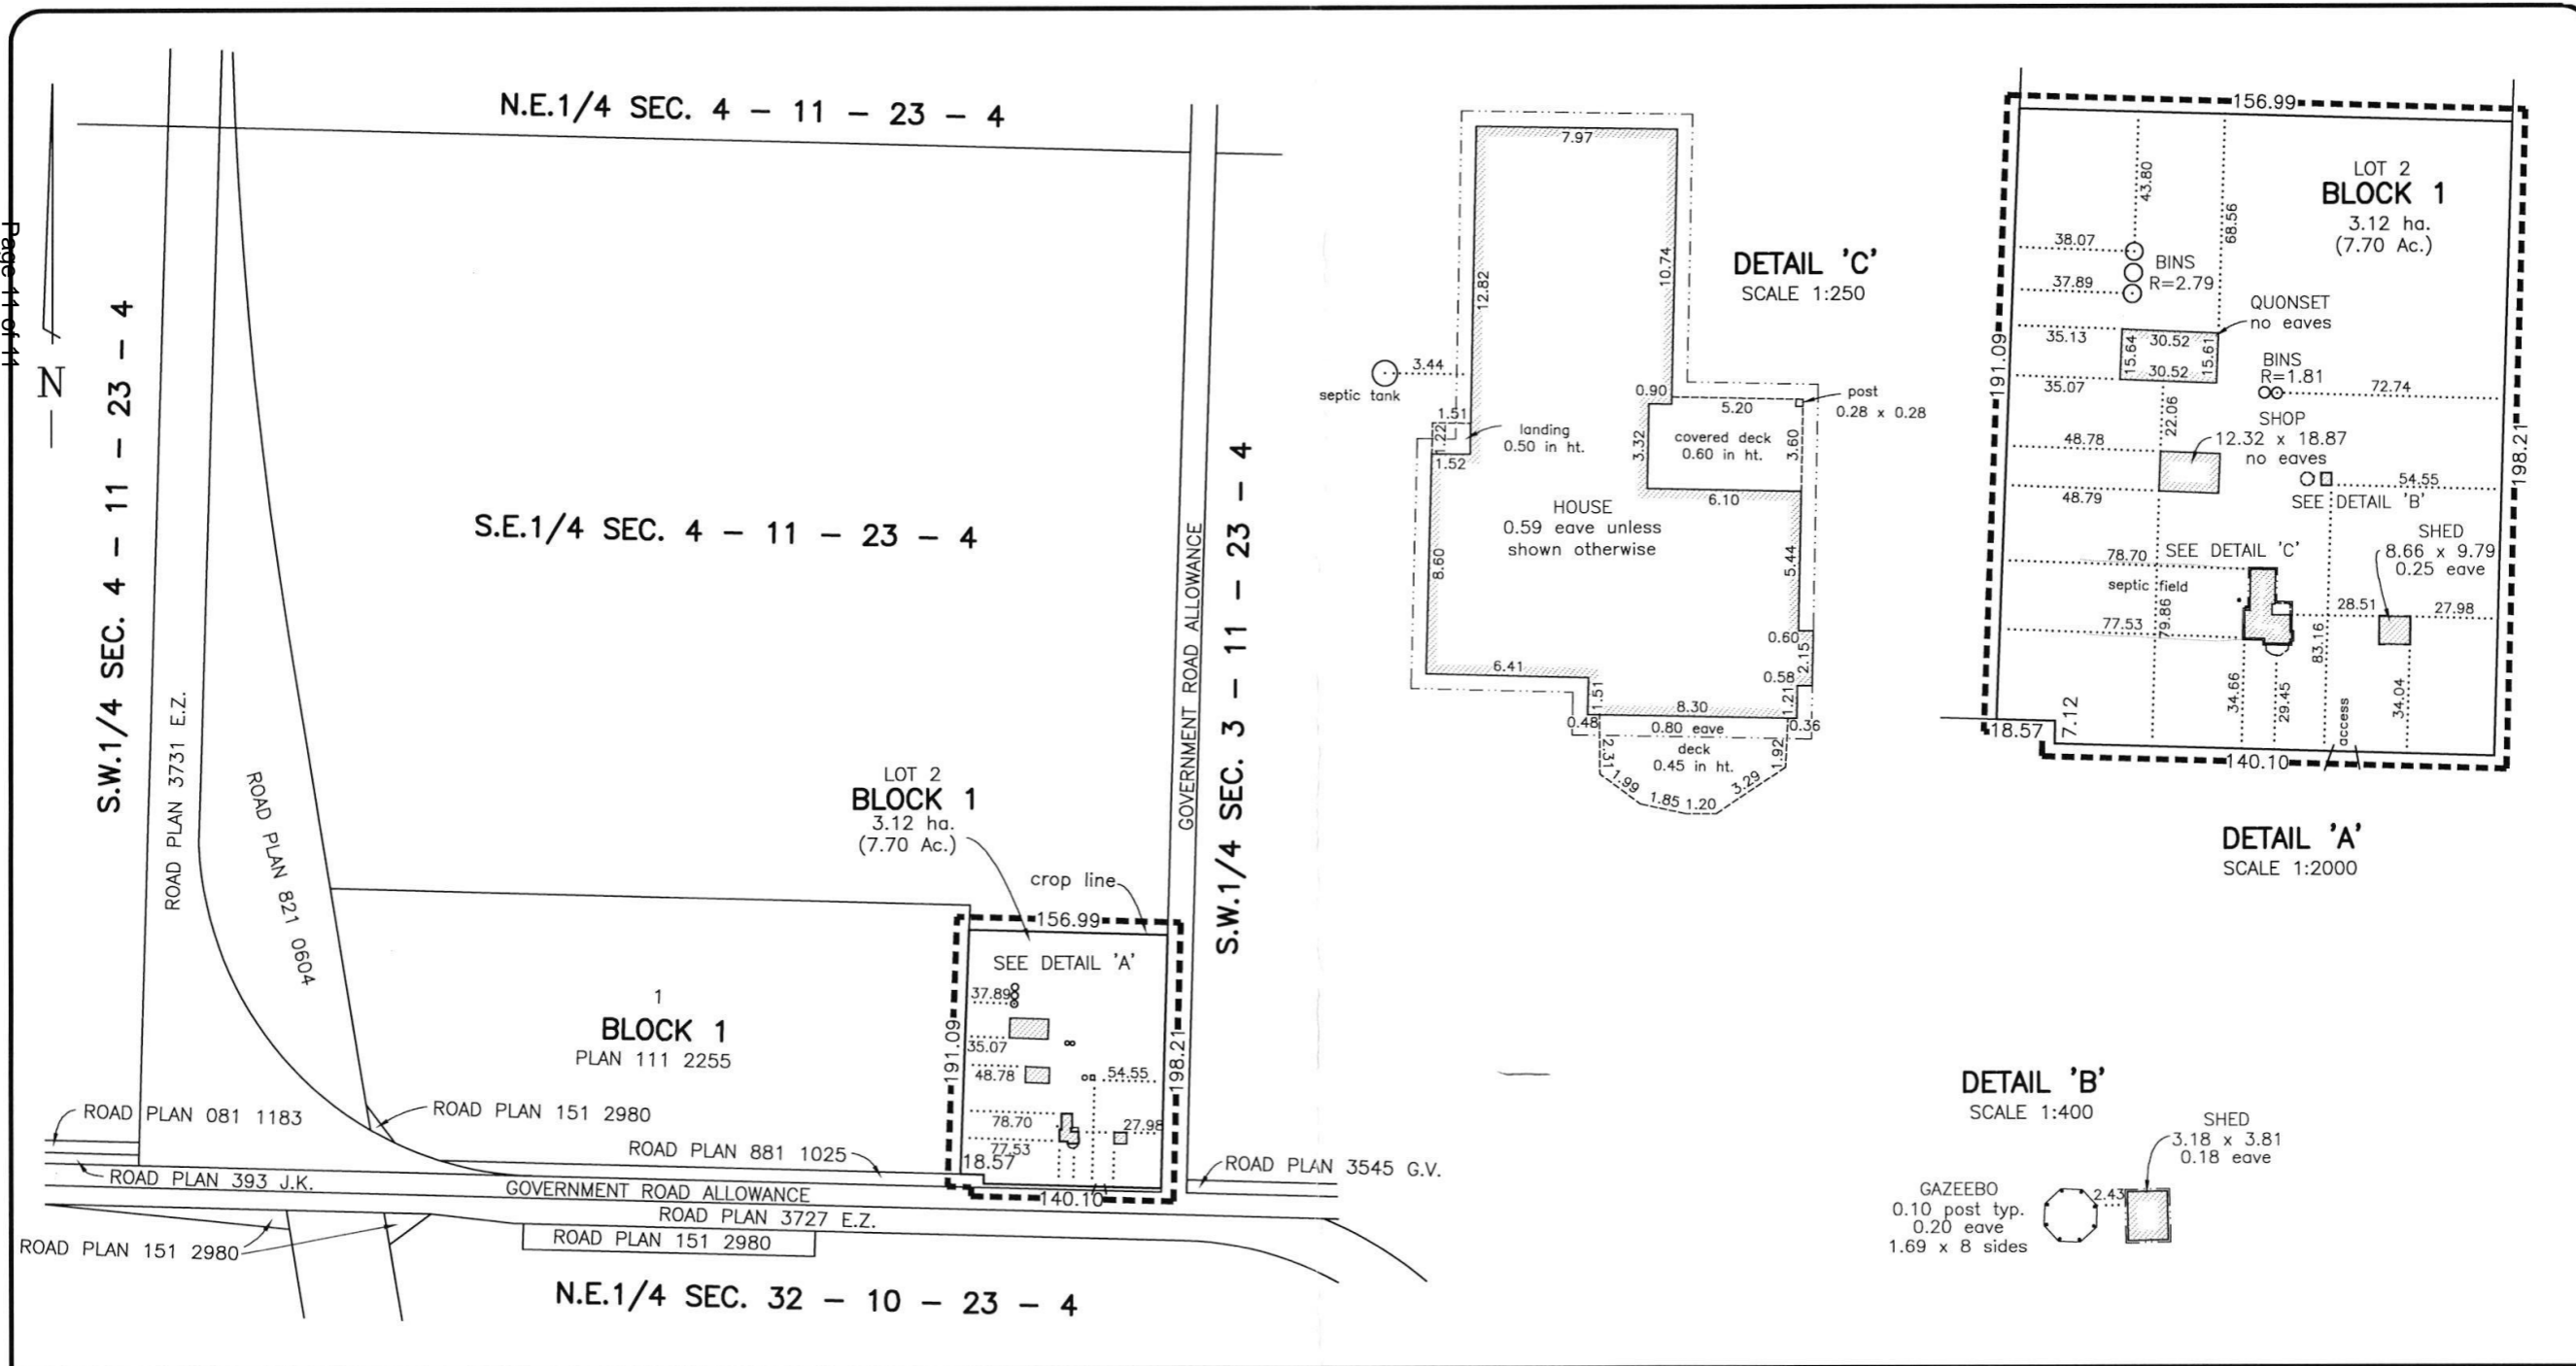 Page 11 of 11
N
N.E.1/4 SEC. 4 – 11 – 23 – 4
S.W.1/4 SEC. 4 – 11 – 23 – 4
S.E.1/4 SEC. 4 – 11 – 23 – 4
S.W.1/4 SEC. 3 – 11 – 23 – 4
GOVERNMENT ROAD ALLOWANCE
ROAD PLAN 3731 E.Z.
ROAD PLAN 821 0604
LOT 2
BLOCK 1
3.12 ha.
(7.70 Ac.)
crop line
156.99
SEE DETAIL 'A'
37.89
35.07
48.78
54.55
78.70
27.98
77.53
18.57
140.10
191.09
198.21
1
BLOCK 1
PLAN 111 2255
ROAD PLAN 081 1183
ROAD PLAN 151 2980
ROAD PLAN 881 1025
ROAD PLAN 393 J.K.
GOVERNMENT ROAD ALLOWANCE
ROAD PLAN 3545 G.V.
ROAD PLAN 3727 E.Z.
ROAD PLAN 151 2980
ROAD PLAN 151 2980
N.E.1/4 SEC. 32 – 10 – 23 – 4
7.97
12.82
10.74
DETAIL 'C'
SCALE 1:250
3.44
septic tank
0.90
5.20
post
0.28 x 0.28
1.51
1.22
1.52
landing
0.50 in ht.
3.32
covered deck
0.60 in ht.
3.60
6.10
HOUSE
0.59 eave unless
shown otherwise
8.60
5.44
0.60
2.15
0.58
1.21
6.41
1.51
8.30
0.48
0.80 eave
0.36
deck
0.45 in ht.
2.31
1.92
1.99
1.85
1.20
3.29
156.99
LOT 2
BLOCK 1
3.12 ha.
(7.70 Ac.)
43.80
68.56
38.07
BINS
R=2.79
37.89
QUONSET
no eaves
35.13
30.52
15.64
15.61
30.52
35.07
BINS
R=1.81
72.74
22.06
SHOP
12.32 x 18.87
no eaves
48.78
48.79
54.55
SEE DETAIL 'B'
SHED
8.66 x 9.79
0.25 eave
78.70
SEE DETAIL 'C'
septic field
79.86
28.51
27.98
77.53
83.16
34.66
29.45
access
34.04
191.09
198.21
18.57
7.12
140.10
DETAIL 'A'
SCALE 1:2000
DETAIL 'B'
SCALE 1:400
SHED
3.18 x 3.81
0.18 eave
GAZEEBO
0.10 post typ.
0.20 eave
1.69 x 8 sides
2.43